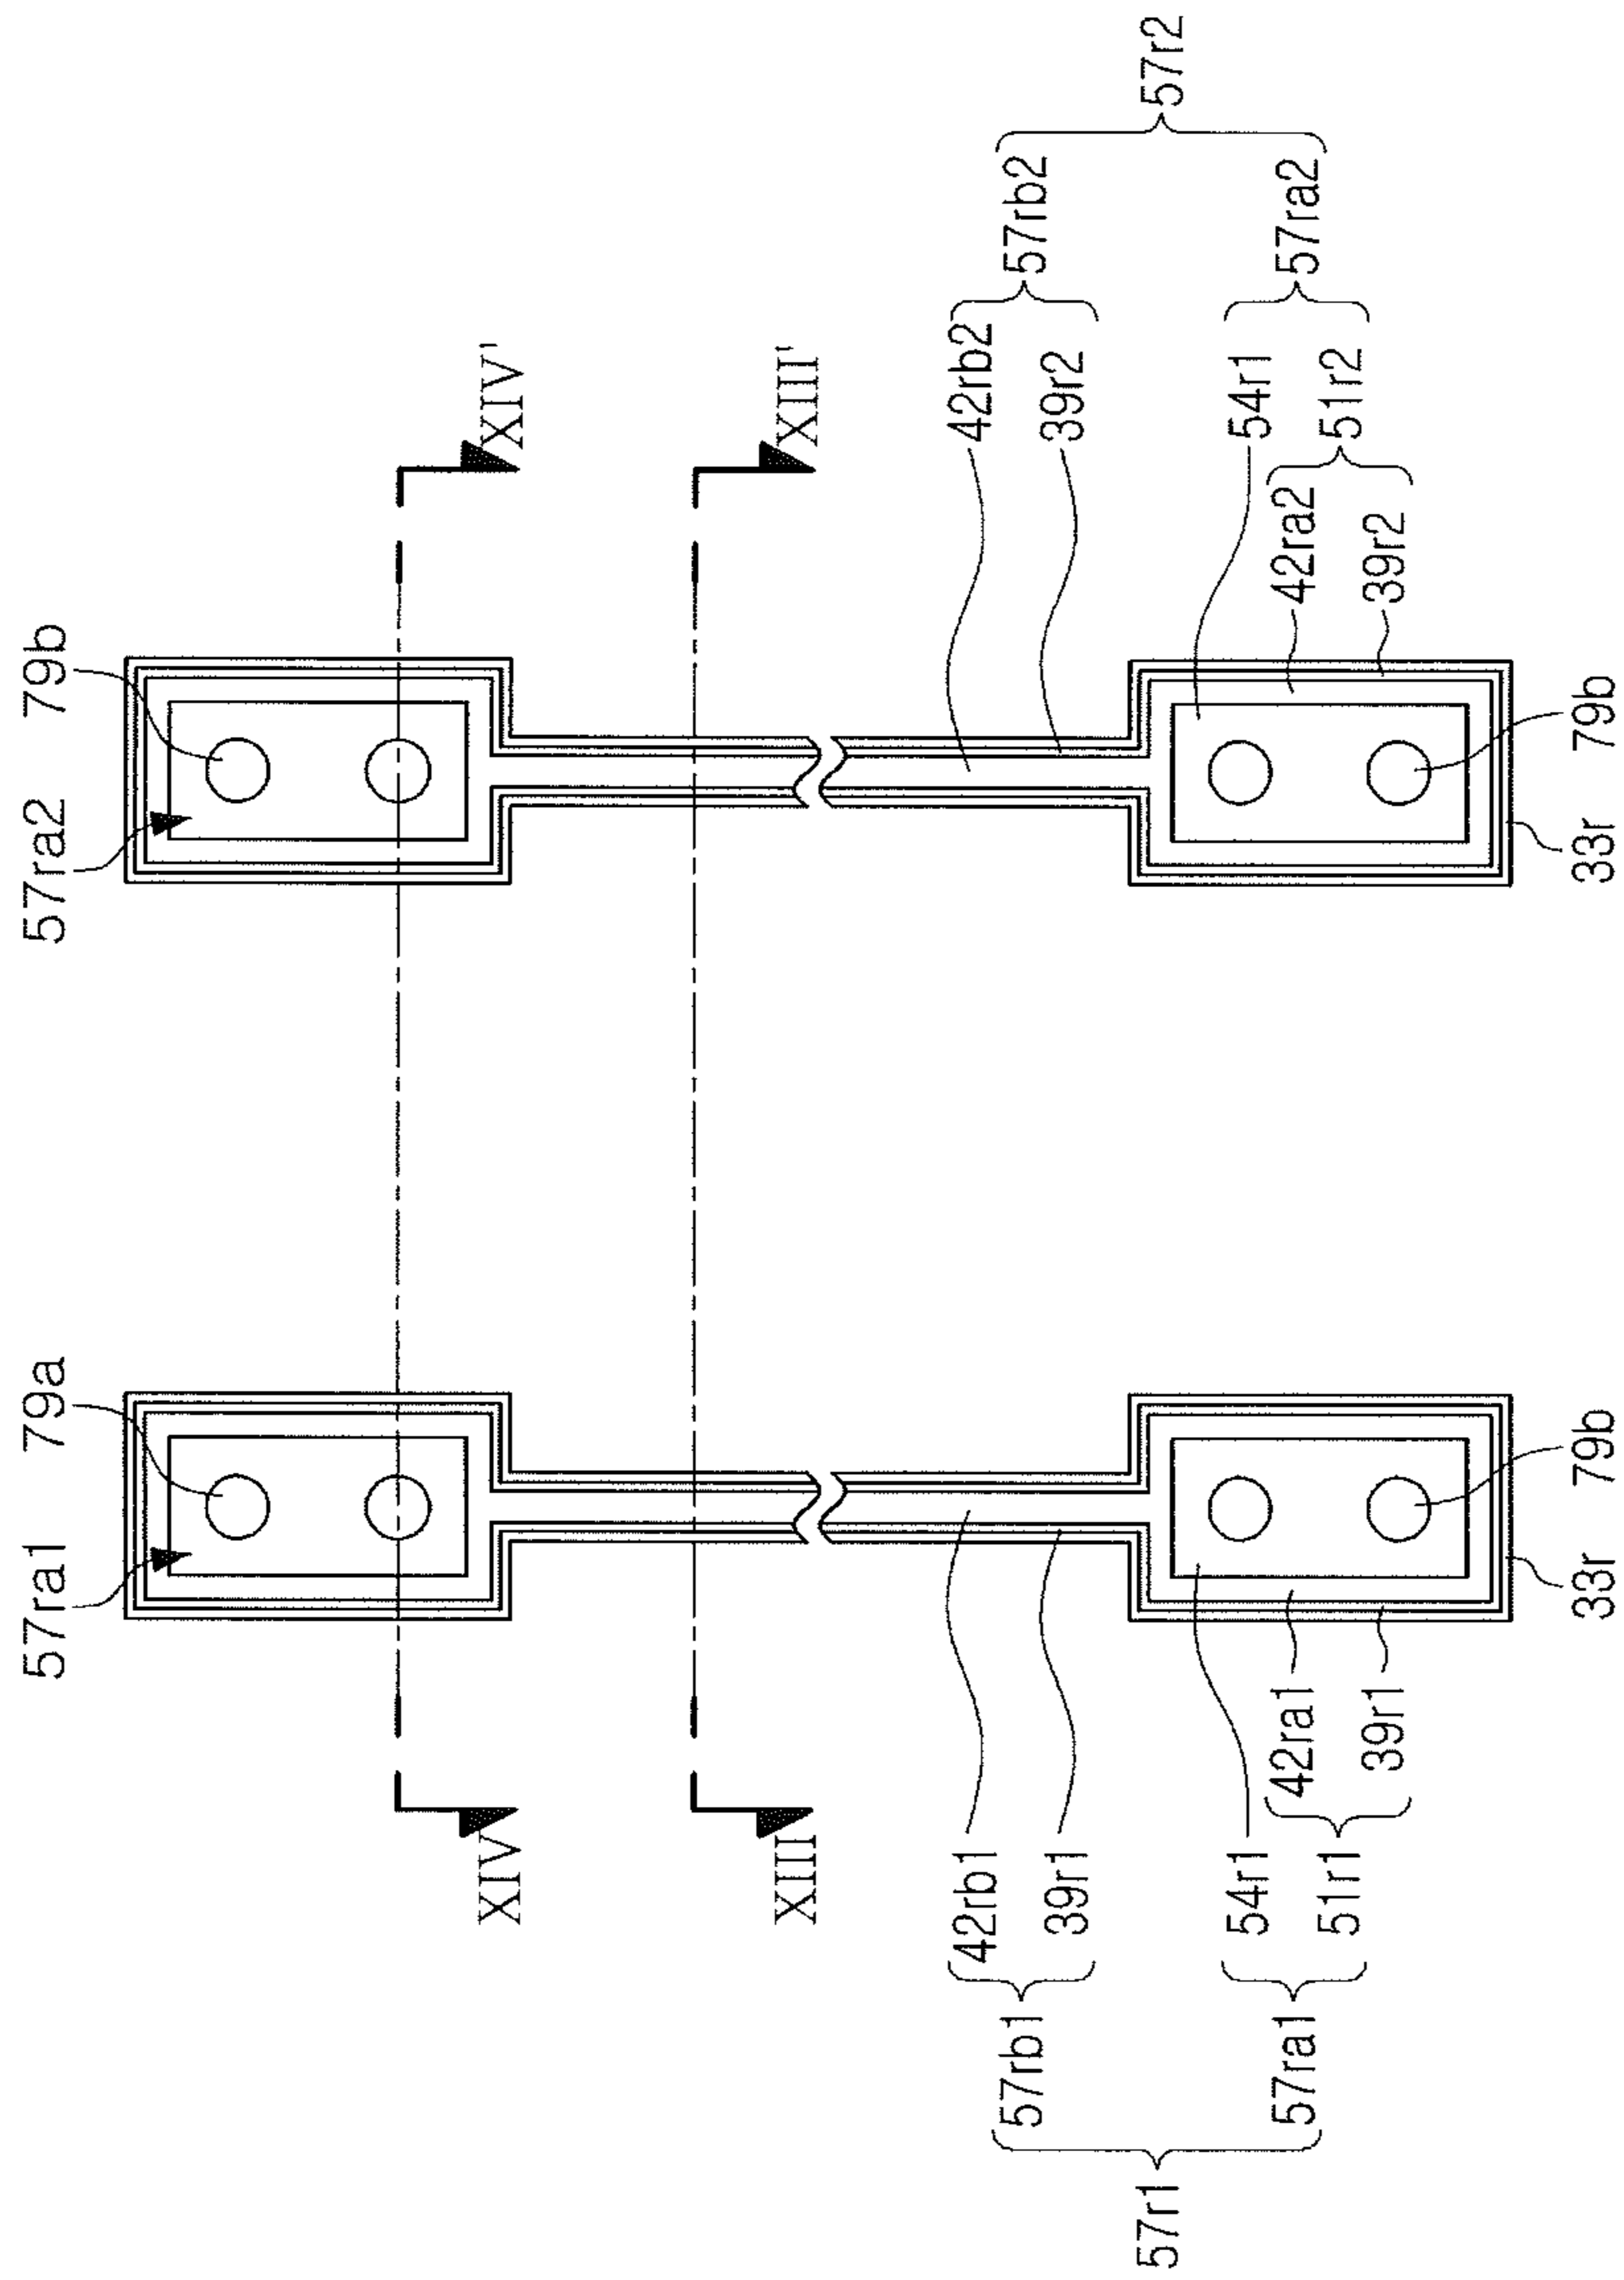 57ra1
79a
57ra2
79b
XIV
XIV'
XIII
XIII'
57r1
57rb1
42rb1
39r1
57ra1
54r1
51r1
42ra1
39r1
42rb2
39r2
57rb2
57r2
54r1
57ra2
42ra2
39r2
51r2
33r
79b
33r
79b